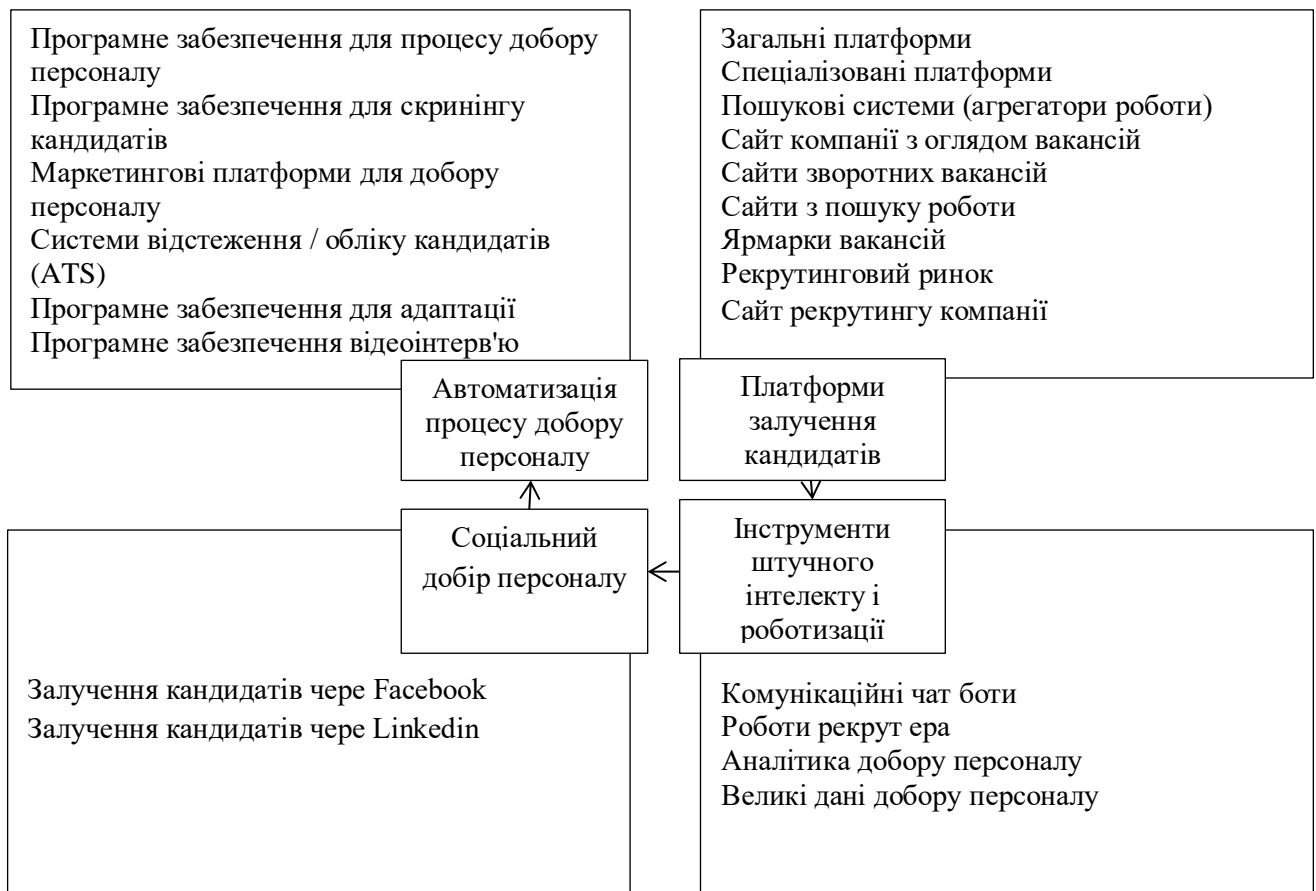 Програмне забезпечення для процесу добору
персоналу
Програмне забезпечення для скринінгу
кандидатів
Маркетингові платформи для добору
персоналу
Системи відстеження / обліку кандидатів
(ATS)
Програмне забезпечення для адаптації
Програмне забезпечення відеоінтерв'ю
Загальні платформи
Спеціалізовані платформи
Пошукові системи (агрегатори роботи)
Сайт компанії з оглядом вакансій
Сайти зворотних вакансій
Сайти з пошуку роботи
Ярмарки вакансій
Рекрутинговий ринок
Сайт рекрутингу компанії
Автоматизація
процесу добору
персоналу
Платформи
залучення
кандидатів
Соціальний
добір персоналу
Інструменти
штучного
інтелекту і
роботизації
Залучення кандидатів чере Facebook
Залучення кандидатів чере Linkedin
Комунікаційні чат боти
Роботи рекрут ера
Аналітика добору персоналу
Великі дані добору персоналу